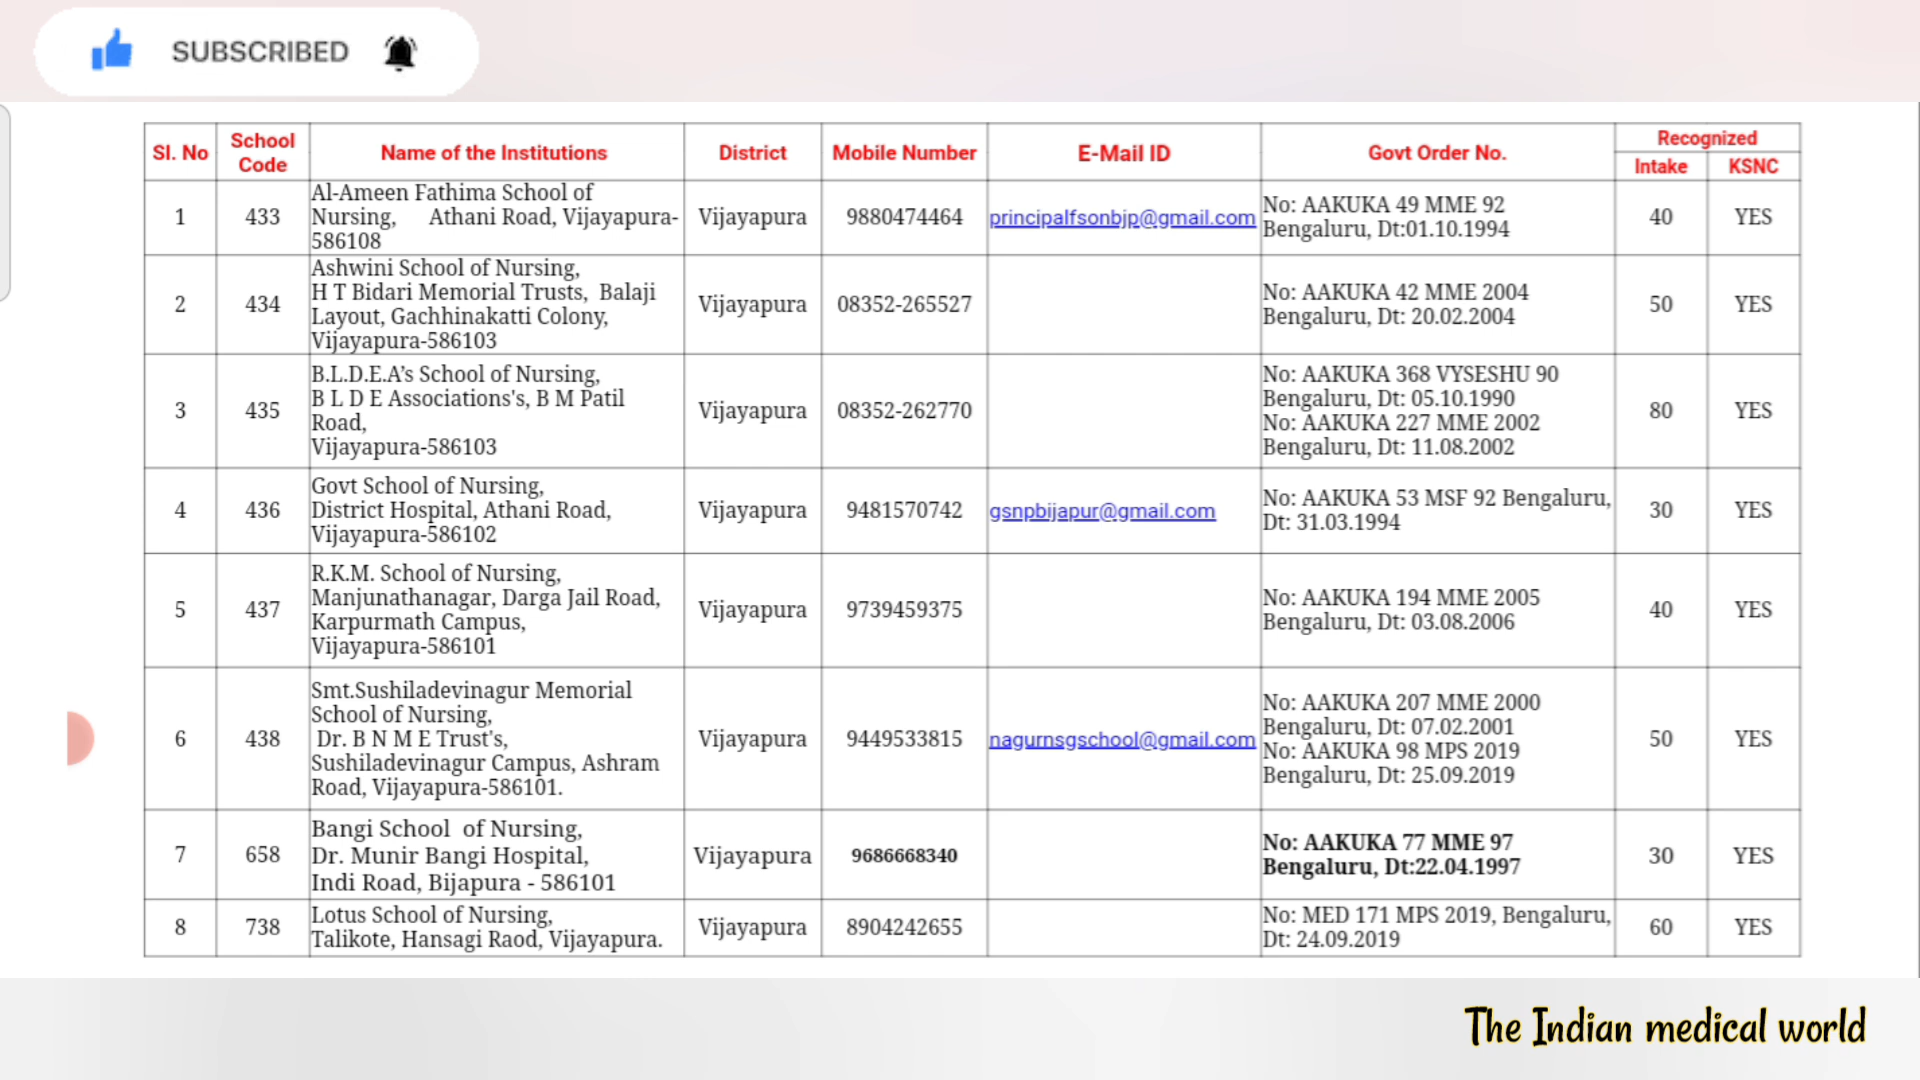 SUBSCRIBED
Sl. No School Code Name of the Institutions District Mobile Number E-Mail ID Govt Order No. Recognized
Intake KSNC
1 433 Al-Ameen Fathima School of
Nursing, Athani Road, Vijayapura-
586108 Vijayapura 9880474464 principalfsonbjp@gmail.com No: AAKUKA 49 MME 92
Bengaluru, Dt:01.10.1994 40 YES
2 434 Ashwini School of Nursing,
H T Bidari Memorial Trusts, Balaji
Layout, Gachhinakatti Colony,
Vijayapura-586103 Vijayapura 08352-265527 No: AAKUKA 42 MME 2004
Bengaluru, Dt: 20.02.2004 50 YES
3 435 B.L.D.E.A’s School of Nursing,
B L D E Associations's, B M Patil
Road,
Vijayapura-586103 Vijayapura 08352-262770 No: AAKUKA 368 VYSESHU 90
Bengaluru, Dt: 05.10.1990
No: AAKUKA 227 MME 2002
Bengaluru, Dt: 11.08.2002 80 YES
4 436 Govt School of Nursing,
District Hospital, Athani Road,
Vijayapura-586102 Vijayapura 9481570742 gsnpbijapur@gmail.com No: AAKUKA 53 MSF 92 Bengaluru,
Dt: 31.03.1994 30 YES
5 437 R.K.M. School of Nursing,
Manjunathanagar, Darga Jail Road,
Karpurmath Campus,
Vijayapura-586101 Vijayapura 9739459375 No: AAKUKA 194 MME 2005
Bengaluru, Dt: 03.08.2006 40 YES
6 438 Smt.Sushiladevinagur Memorial
School of Nursing,
Dr. B N M E Trust's,
Sushiladevinagur Campus, Ashram
Road, Vijayapura-586101. Vijayapura 9449533815 nagurnsgschool@gmail.com No: AAKUKA 207 MME 2000
Bengaluru, Dt: 07.02.2001
No: AAKUKA 98 MPS 2019
Bengaluru, Dt: 25.09.2019 50 YES
7 658 Bangi School of Nursing,
Dr. Munir Bangi Hospital,
Indi Road, Bijapura - 586101 Vijayapura 9686668340 No: AAKUKA 77 MME 97
Bengaluru, Dt:22.04.1997 30 YES
8 738 Lotus School of Nursing,
Talikote, Hansagi Raod, Vijayapura. Vijayapura 8904242655 No: MED 171 MPS 2019, Bengaluru,
Dt: 24.09.2019 60 YES
The Indian medical world